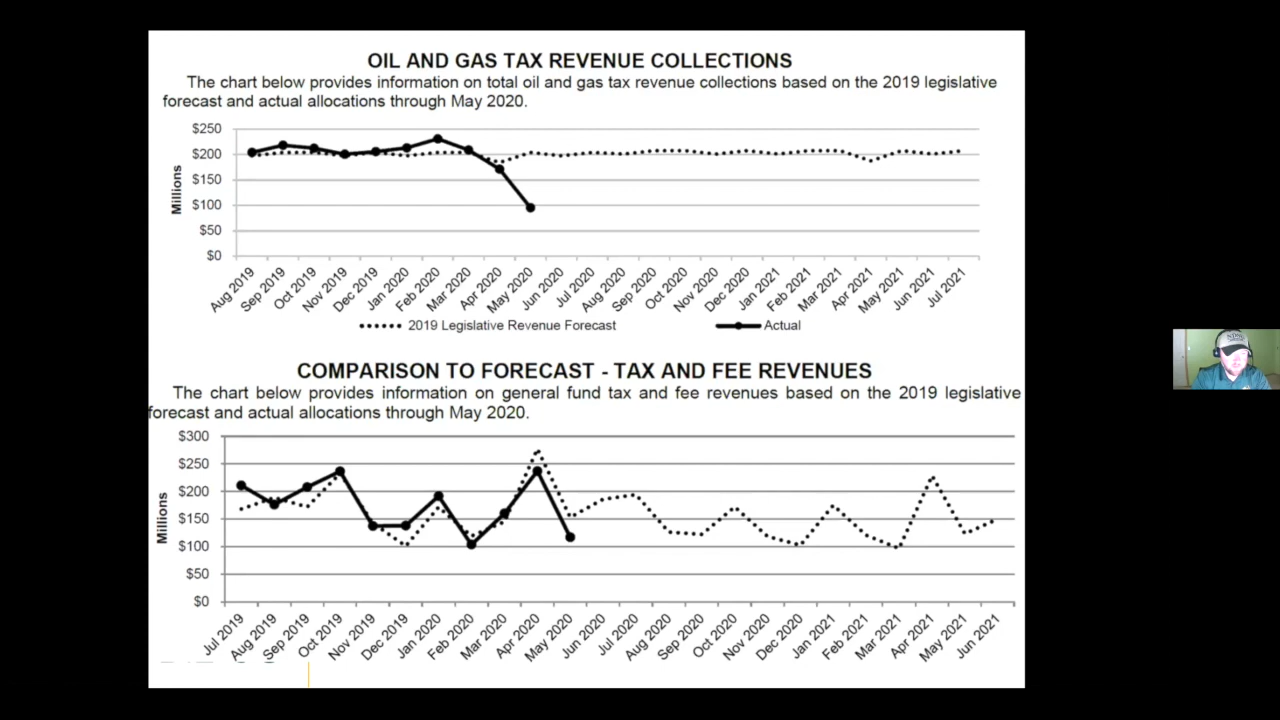 OIL AND GAS TAX REVENUE COLLECTIONS
The chart below provides information on total oil and gas tax revenue collections based on the 2019 legislative
forecast and actual allocations through May 2020.
$250
$200
$150
$100
$50
$0
Millions
Aug 2019
Sep 2019
Oct 2019
Nov 2019
Dec 2019
Jan 2020
Feb 2020
Mar 2020
Apr 2020
May 2020
Jun 2020
Jul 2020
Aug 2020
Sep 2020
Oct 2020
Nov 2020
Dec 2020
Jan 2021
Feb 2021
Mar 2021
Apr 2021
May 2021
Jun 2021
Jul 2021
2019 Legislative Revenue Forecast
Actual
COMPARISON TO FORECAST - TAX AND FEE REVENUES
The chart below provides information on general fund tax and fee revenues based on the 2019 legislative
forecast and actual allocations through May 2020.
$300
$250
$200
$150
$100
$50
$0
Millions
Jul 2019
Aug 2019
Sep 2019
Oct 2019
Nov 2019
Dec 2019
Jan 2020
Feb 2020
Mar 2020
Apr 2020
May 2020
Jun 2020
Jul 2020
Aug 2020
Sep 2020
Oct 2020
Nov 2020
Dec 2020
Jan 2021
Feb 2021
Mar 2021
Apr 2021
May 2021
Jun 2021